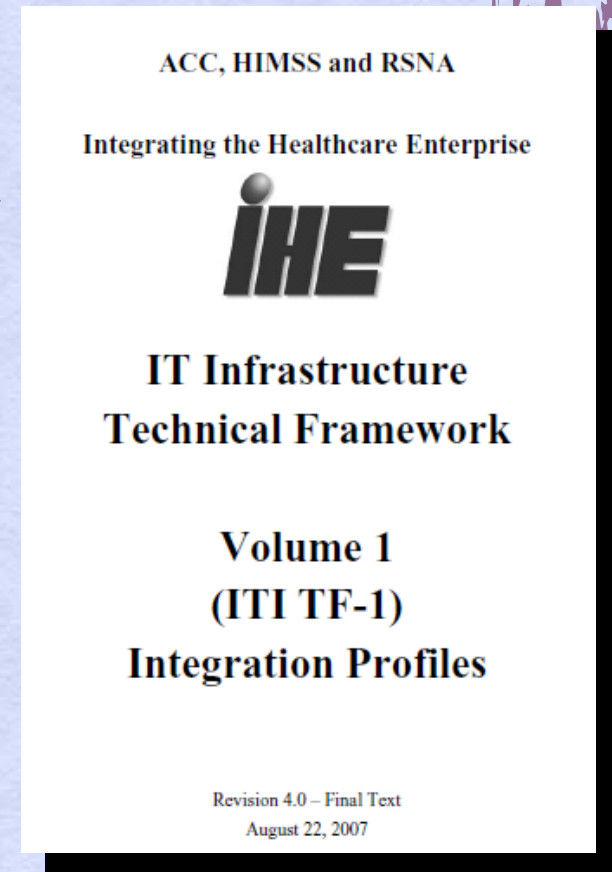 ACC, HIMSS and RSNA
Integrating the Healthcare Enterprise
iHE
IT Infrastructure
Technical Framework
Volume 1
(ITI TF-1)
Integration Profiles
Revision 4.0 – Final Text
August 22, 2007